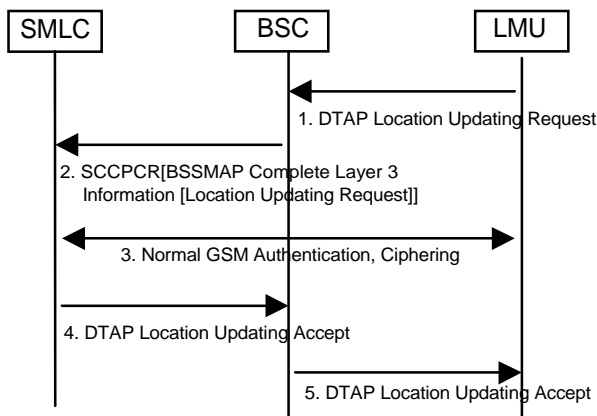 SMLC
BSC
LMU
1. DTAP Location Updating Request
2. SCCPCR[BSSMAP Complete Layer 3
Information [Location Updating Request]]
3. Normal GSM Authentication, Ciphering
4. DTAP Location Updating Accept
5. DTAP Location Updating Accept